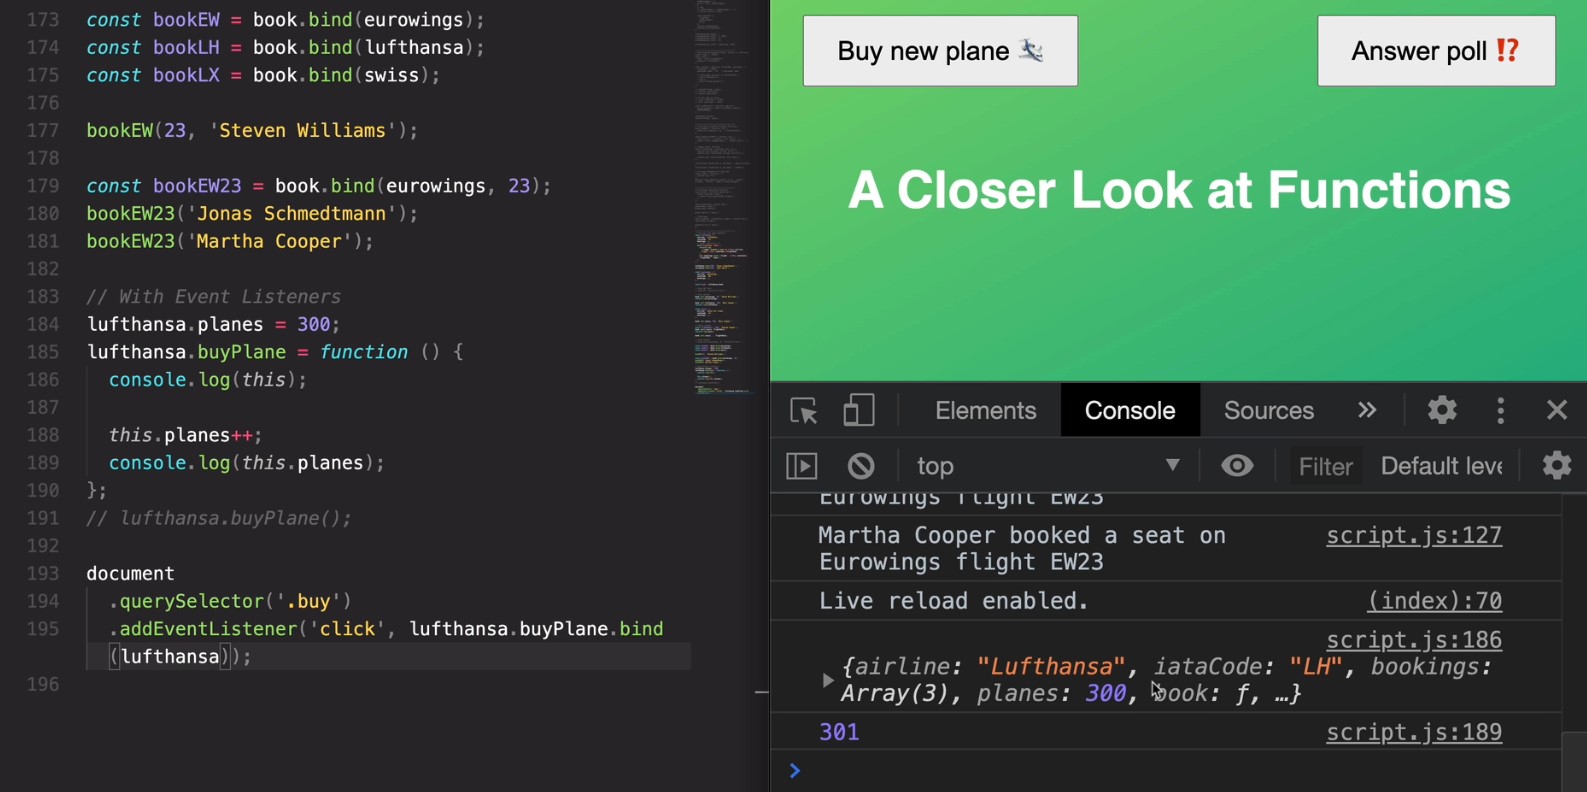 173 const bookEW = book.bind(eurowings);
174 const bookLH = book.bind(lufthansa);
175 const bookLX = book.bind(swiss);
176
177 bookEW(23, 'Steven Williams');
178
179 const bookEW23 = book.bind(eurowings, 23);
180 bookEW23('Jonas Schmedtmann');
181 bookEW23('Martha Cooper');
182
183 // With Event Listeners
184 lufthansa.planes = 300;
185 lufthansa.buyPlane = function () {
186 console.log(this);
187
188 this.planes++;
189 console.log(this.planes);
190 };
191 // lufthansa.buyPlane();
192
193 document
194 .querySelector('.buy')
195 .addEventListener('click', lufthansa.buyPlane.bind
(lufthansa));
196
Buy new plane 🛩
Answer poll ⁉️
A Closer Look at Functions
Elements Console Sources »
top Filter Default leve
Eurowings flight EW23
Martha Cooper booked a seat on script.js:127
Eurowings flight EW23
Live reload enabled. (index):70
script.js:186
{airline: "Lufthansa", iataCode: "LH", bookings:
Array(3), planes: 300, book: ƒ, …}
301 script.js:189